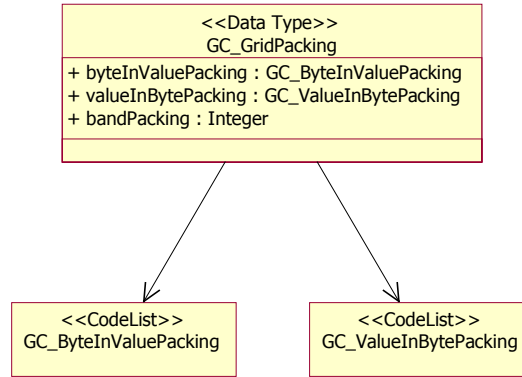 <<Data Type>>
GC_GridPacking
+ byteInValuePacking : GC_ByteInValuePacking
+ valueInBytePacking : GC_ValueInBytePacking
+ bandPacking : Integer
<<CodeList>>
GC_ByteInValuePacking
<<CodeList>>
GC_ValueInBytePacking